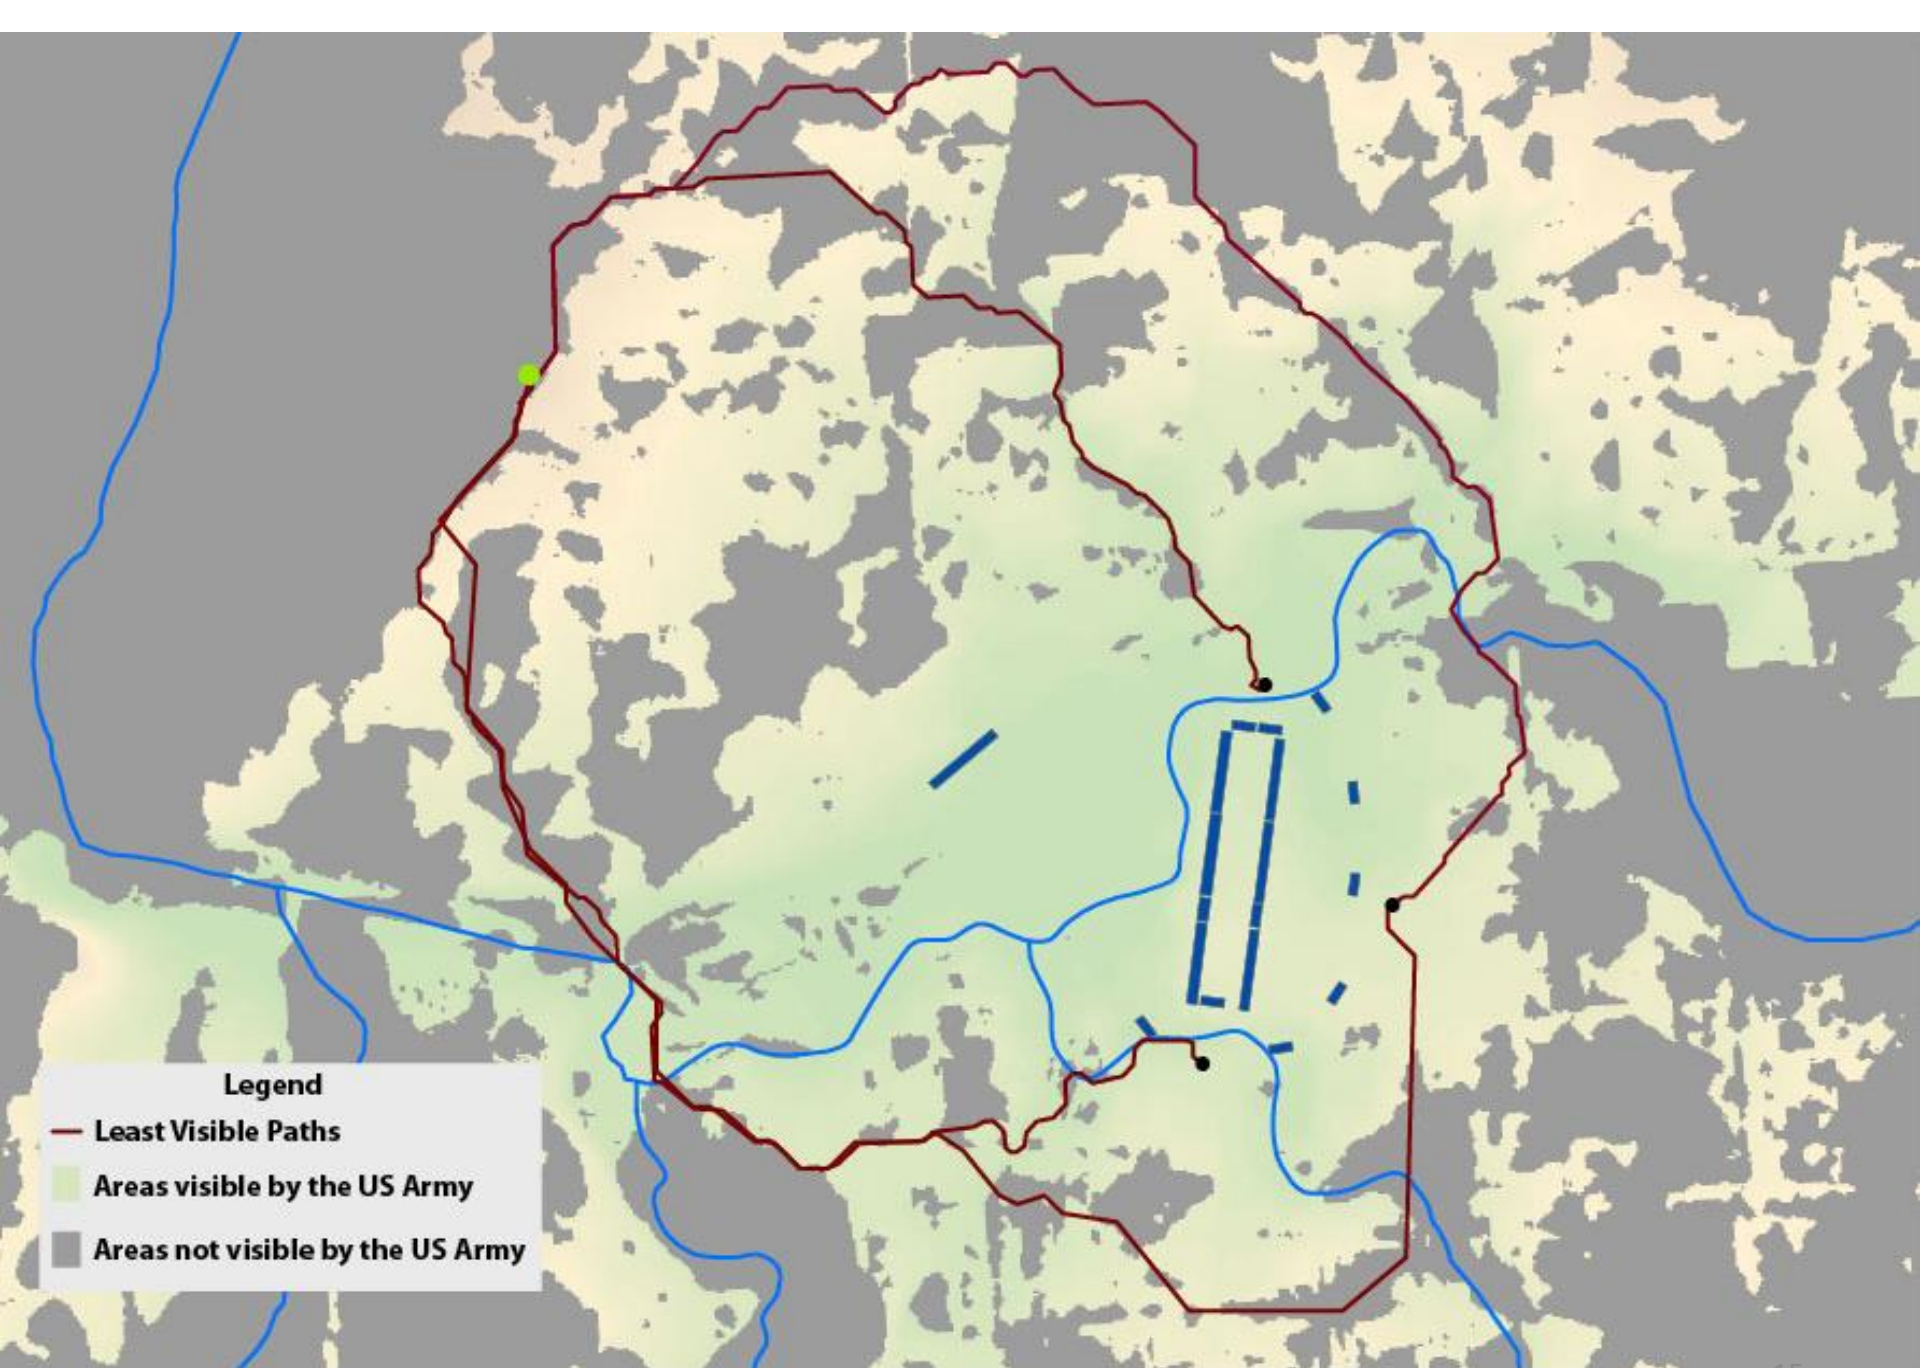 Legend
Least Visible Paths
Areas visible by the US Army
Areas not visible by the US Army